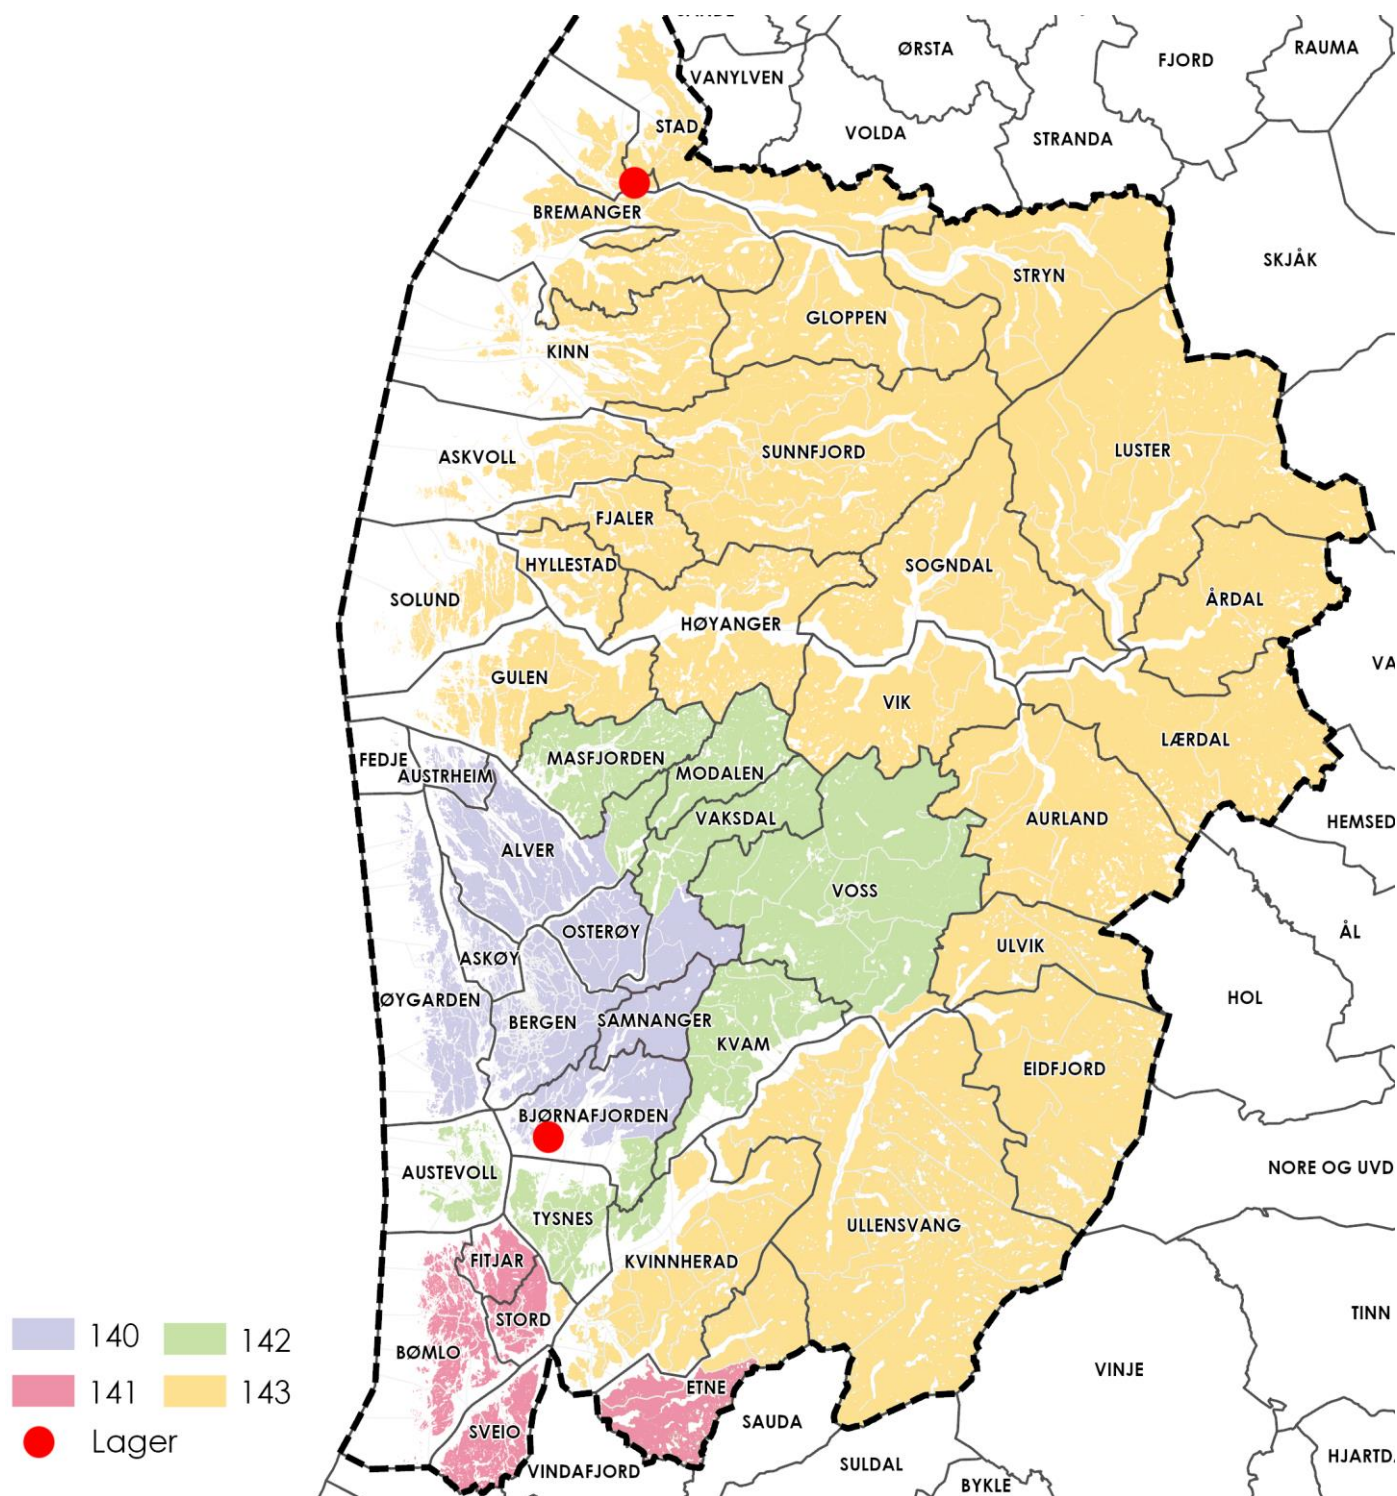 VANYLVEN
ØRSTA
FJORD
RAUMA
STAD
VOLDA
STRANDA
BREMANGER
STRYN
SKJÅK
GLOPPEN
KINN
ASKVOLL
SUNNFJORD
LUSTER
FJALER
HYLLESTAD
SOGNDAL
SOLUND
HØYANGER
ÅRDAL
GULEN
VIK
VA
LÆRDAL
FEDJE
AUSTRHEIM
MASFJORDEN
MODALEN
VAKSDAL
AURLAND
HEMSED
ALVER
VOSS
OSTERØY
ULVIK
ÅL
ASKØY
ØYGARDEN
BERGEN
SAMNANGER
KVAM
HOL
EIDFJORD
BJØRNAFJORDEN
AUSTEVOLL
NORE OG UVD
TYSNES
ULLENSVANG
FITJAR
KVINNHERAD
STORD
TINN
BØMLO
ETNE
VINJE
SVEIO
SAUDA
VINDAFJORD
SULDAL
HJARTD
BYKLE
140
142
141
143
Lager